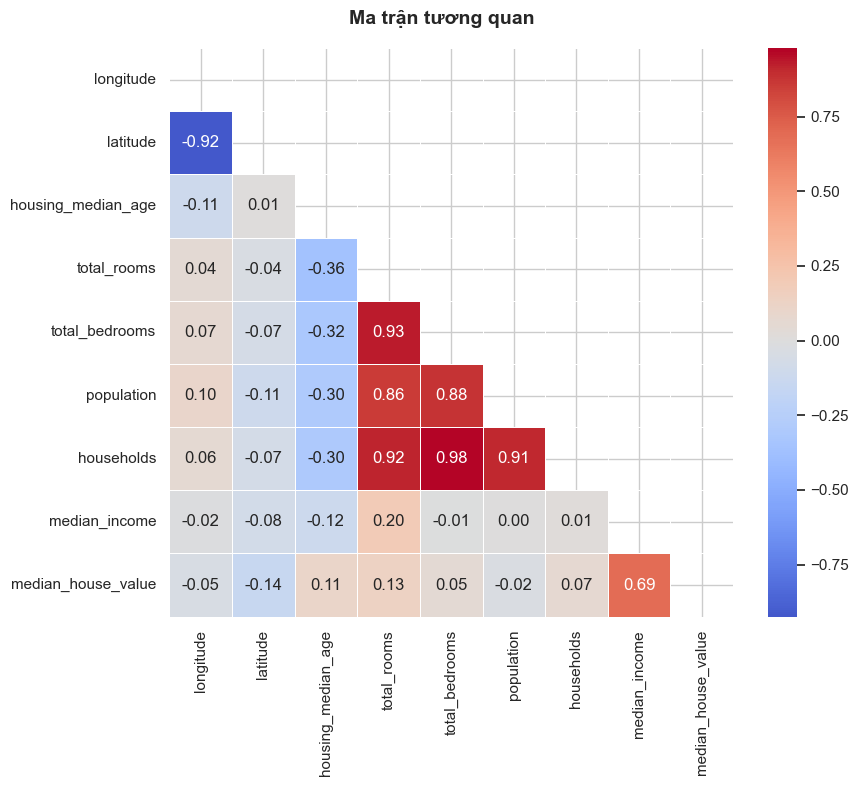 Ma trận tương quan
longitude
latitude -0.92
housing_median_age -0.11 0.01
total_rooms 0.04 -0.04 -0.36
total_bedrooms 0.07 -0.07 -0.32 0.93
population 0.10 -0.11 -0.30 0.86 0.88
households 0.06 -0.07 -0.30 0.92 0.98 0.91
median_income -0.02 -0.08 -0.12 0.20 -0.01 0.00 0.01
median_house_value -0.05 -0.14 0.11 0.13 0.05 -0.02 0.07 0.69
longitude
latitude
housing_median_age
total_rooms
total_bedrooms
population
households
median_income
median_house_value
0.75
0.50
0.25
0.00
−0.25
−0.50
−0.75